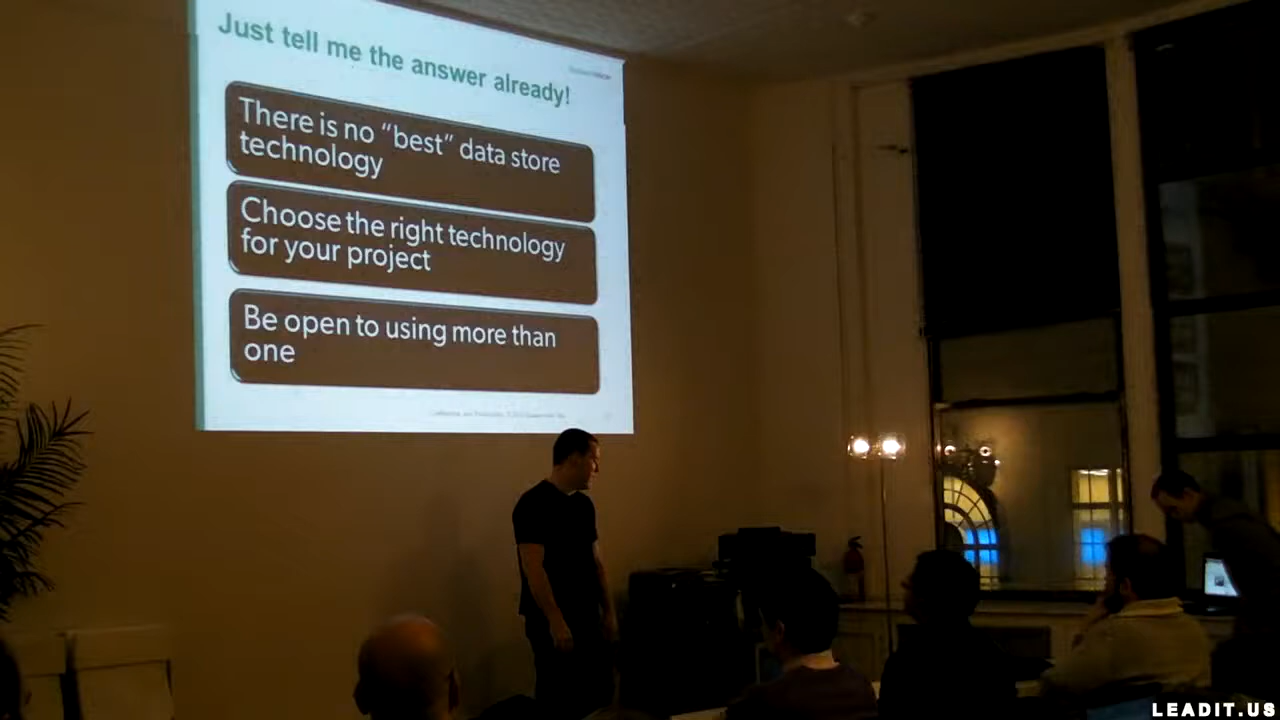 Just tell me the answer already!
There is no “best” data store
technology
Choose the right technology
for your project
Be open to using more than
one
LEADIT.US